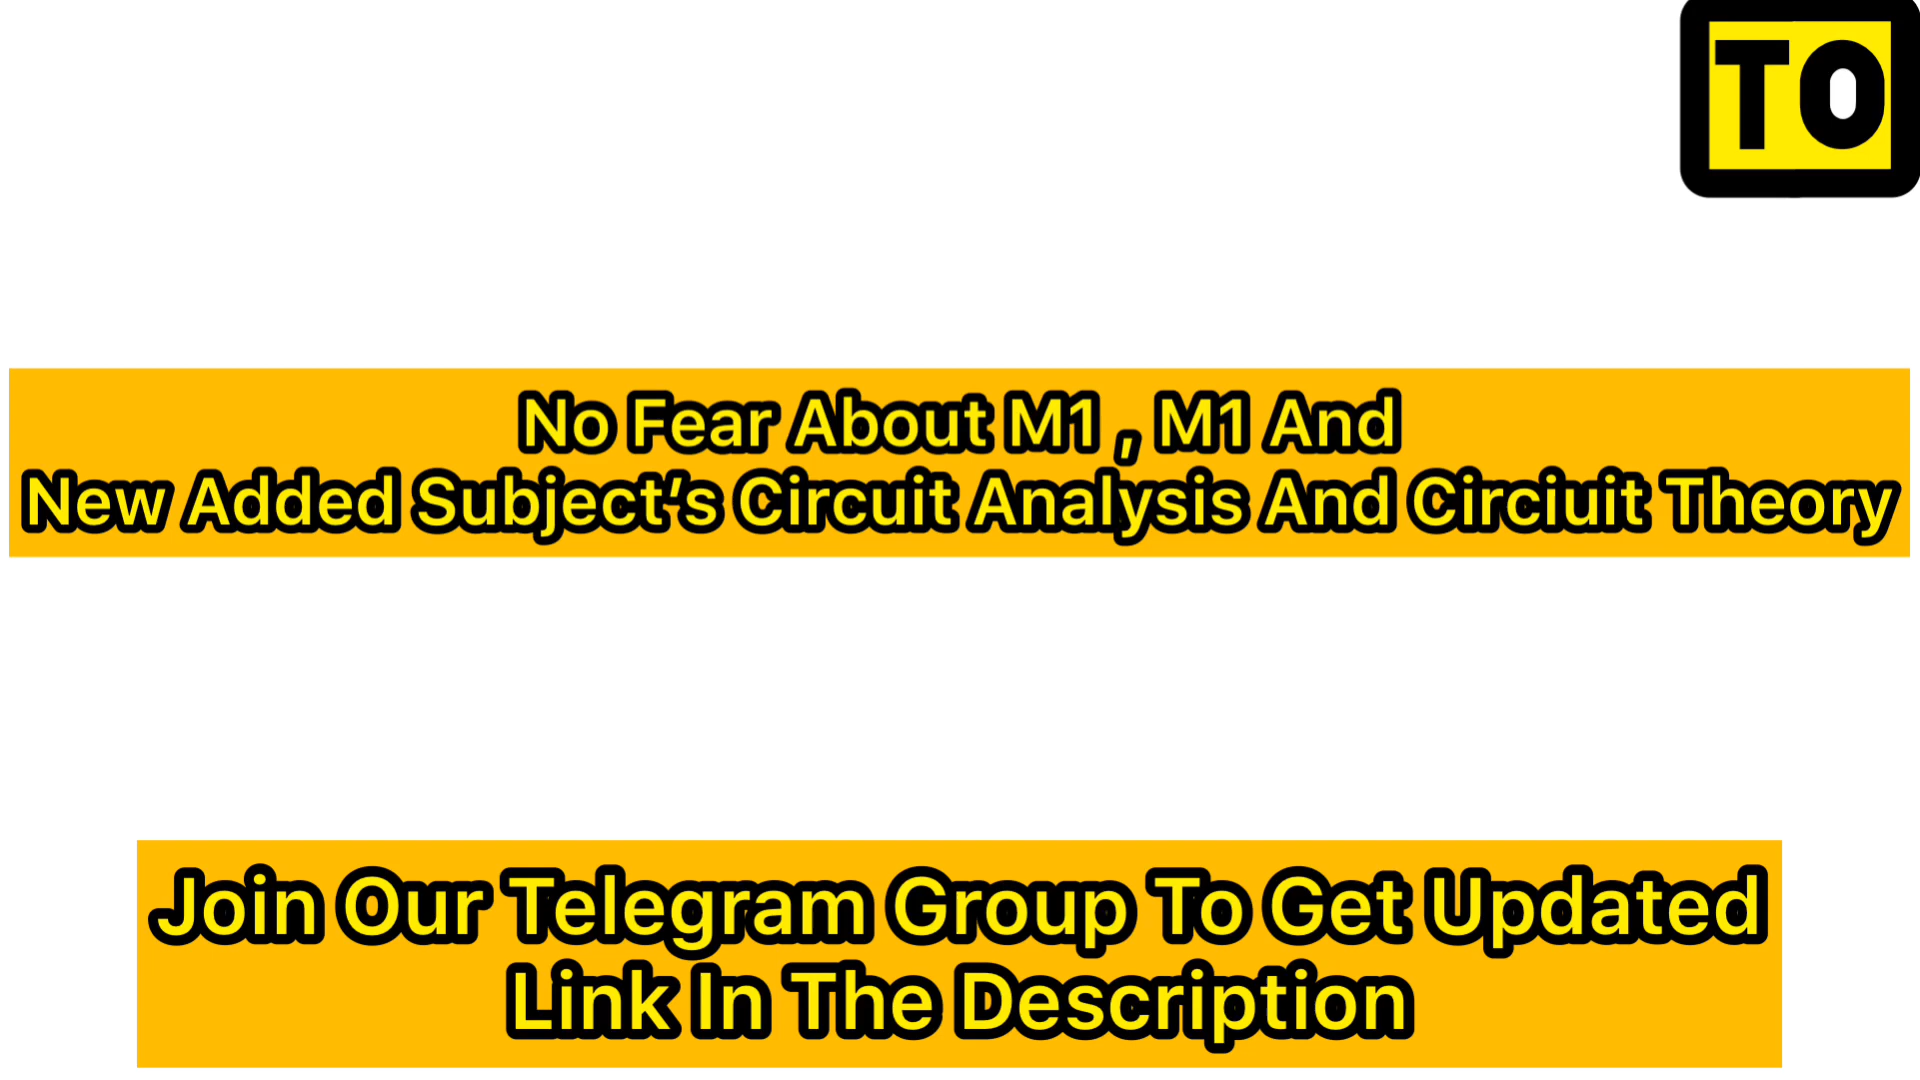 TO
No Fear About M1 , M1 And
New Added Subject's Circuit Analysis And Circiuit Theory
Join Our Telegram Group To Get Updated
Link In The Description